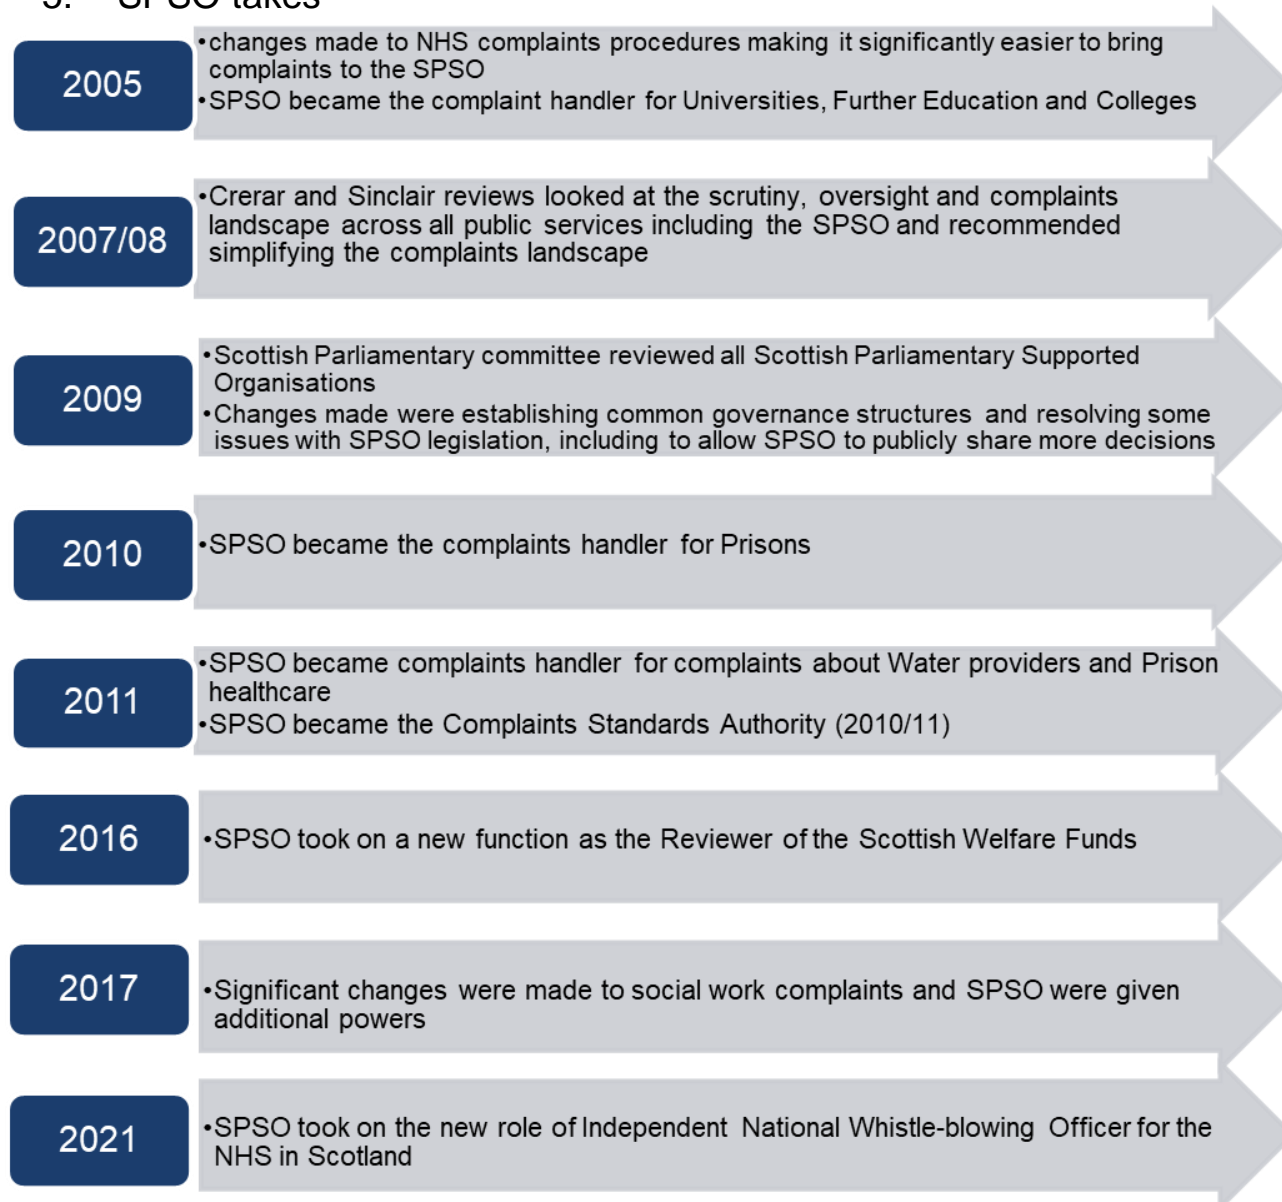 5. SPSO takes
2005
•changes made to NHS complaints procedures making it significantly easier to bring
complaints to the SPSO
•SPSO became the complaint handler for Universities, Further Education and Colleges
2007/08
•Crerar and Sinclair reviews looked at the scrutiny, oversight and complaints
landscape across all public services including the SPSO and recommended
simplifying the complaints landscape
2009
•Scottish Parliamentary committee reviewed all Scottish Parliamentary Supported
Organisations
•Changes made were establishing common governance structures and resolving some
issues with SPSO legislation, including to allow SPSO to publicly share more decisions
2010
•SPSO became the complaints handler for Prisons
2011
•SPSO became complaints handler for complaints about Water providers and Prison
healthcare
•SPSO became the Complaints Standards Authority (2010/11)
2016
•SPSO took on a new function as the Reviewer of the Scottish Welfare Funds
2017
•Significant changes were made to social work complaints and SPSO were given
additional powers
2021
•SPSO took on the new role of Independent National Whistle-blowing Officer for the
NHS in Scotland